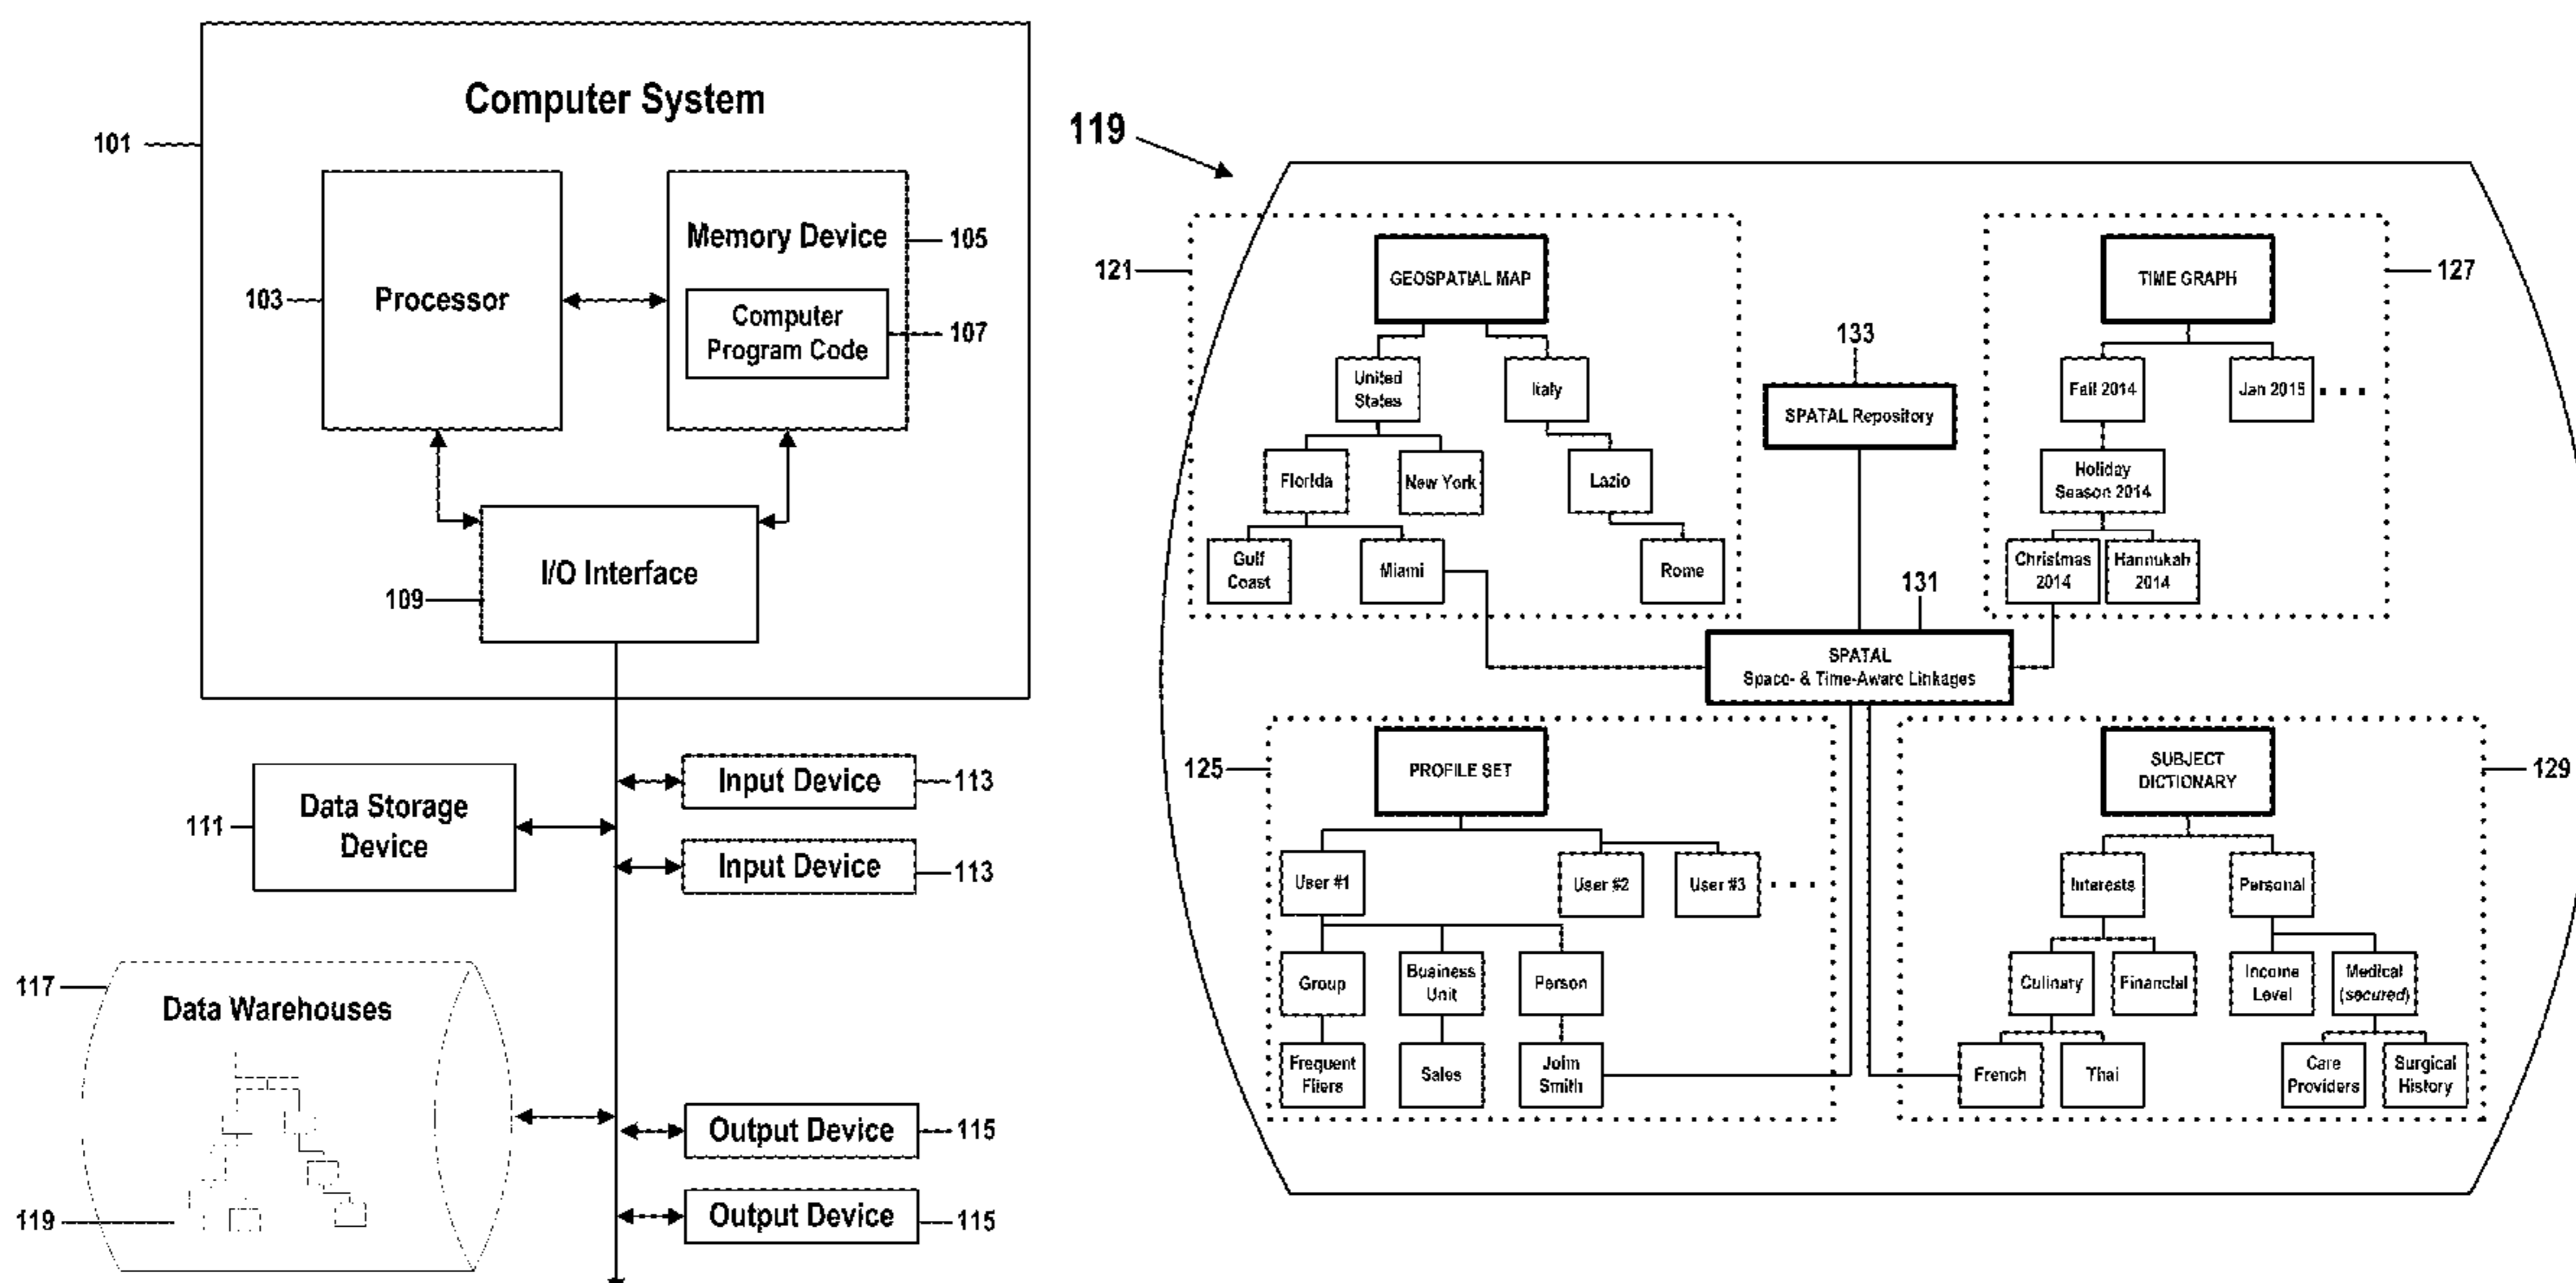 Computer System
101
Processor
103
Memory Device
105
Computer
Program Code
107
I/O Interface
109
Data Storage
Device
111
Input Device
113
Input Device
113
117
Data Warehouses
119
Output Device
115
Output Device
115
119
121
GEOSPATIAL MAP
United
States
Italy
Florida
New York
Lazio
Gulf
Coast
Miami
Rome
133
SPATAL Repository
TIME GRAPH
127
Fall 2014
Jan 2015
Holiday
Season 2014
Christmas
2014
Hannukah
2014
131
SPATAL
Space- & Time-Aware Linkages
125
PROFILE SET
User #1
User #2
User #3
Group
Business
Unit
Person
Frequent
Fliers
Sales
John
Smith
SUBJECT
DICTIONARY
129
Interests
Personal
Culinary
Financial
Income
Level
Medical
(secured)
French
Thai
Care
Providers
Surgical
History